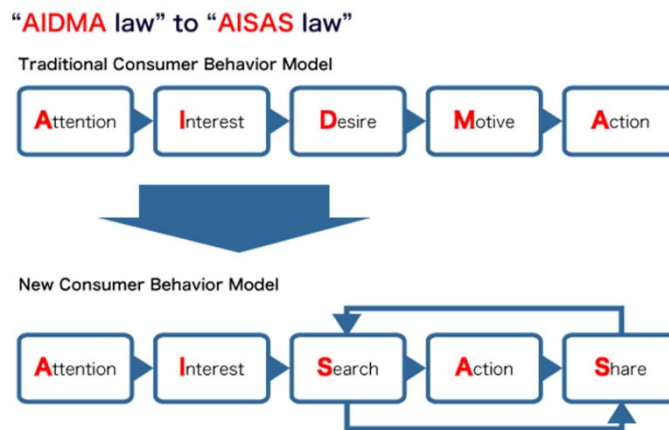 “AIDMA law” to “AISAS law”
Traditional Consumer Behavior Model
Attention Interest Desire Motive Action
New Consumer Behavior Model
Attention Interest Search Action Share